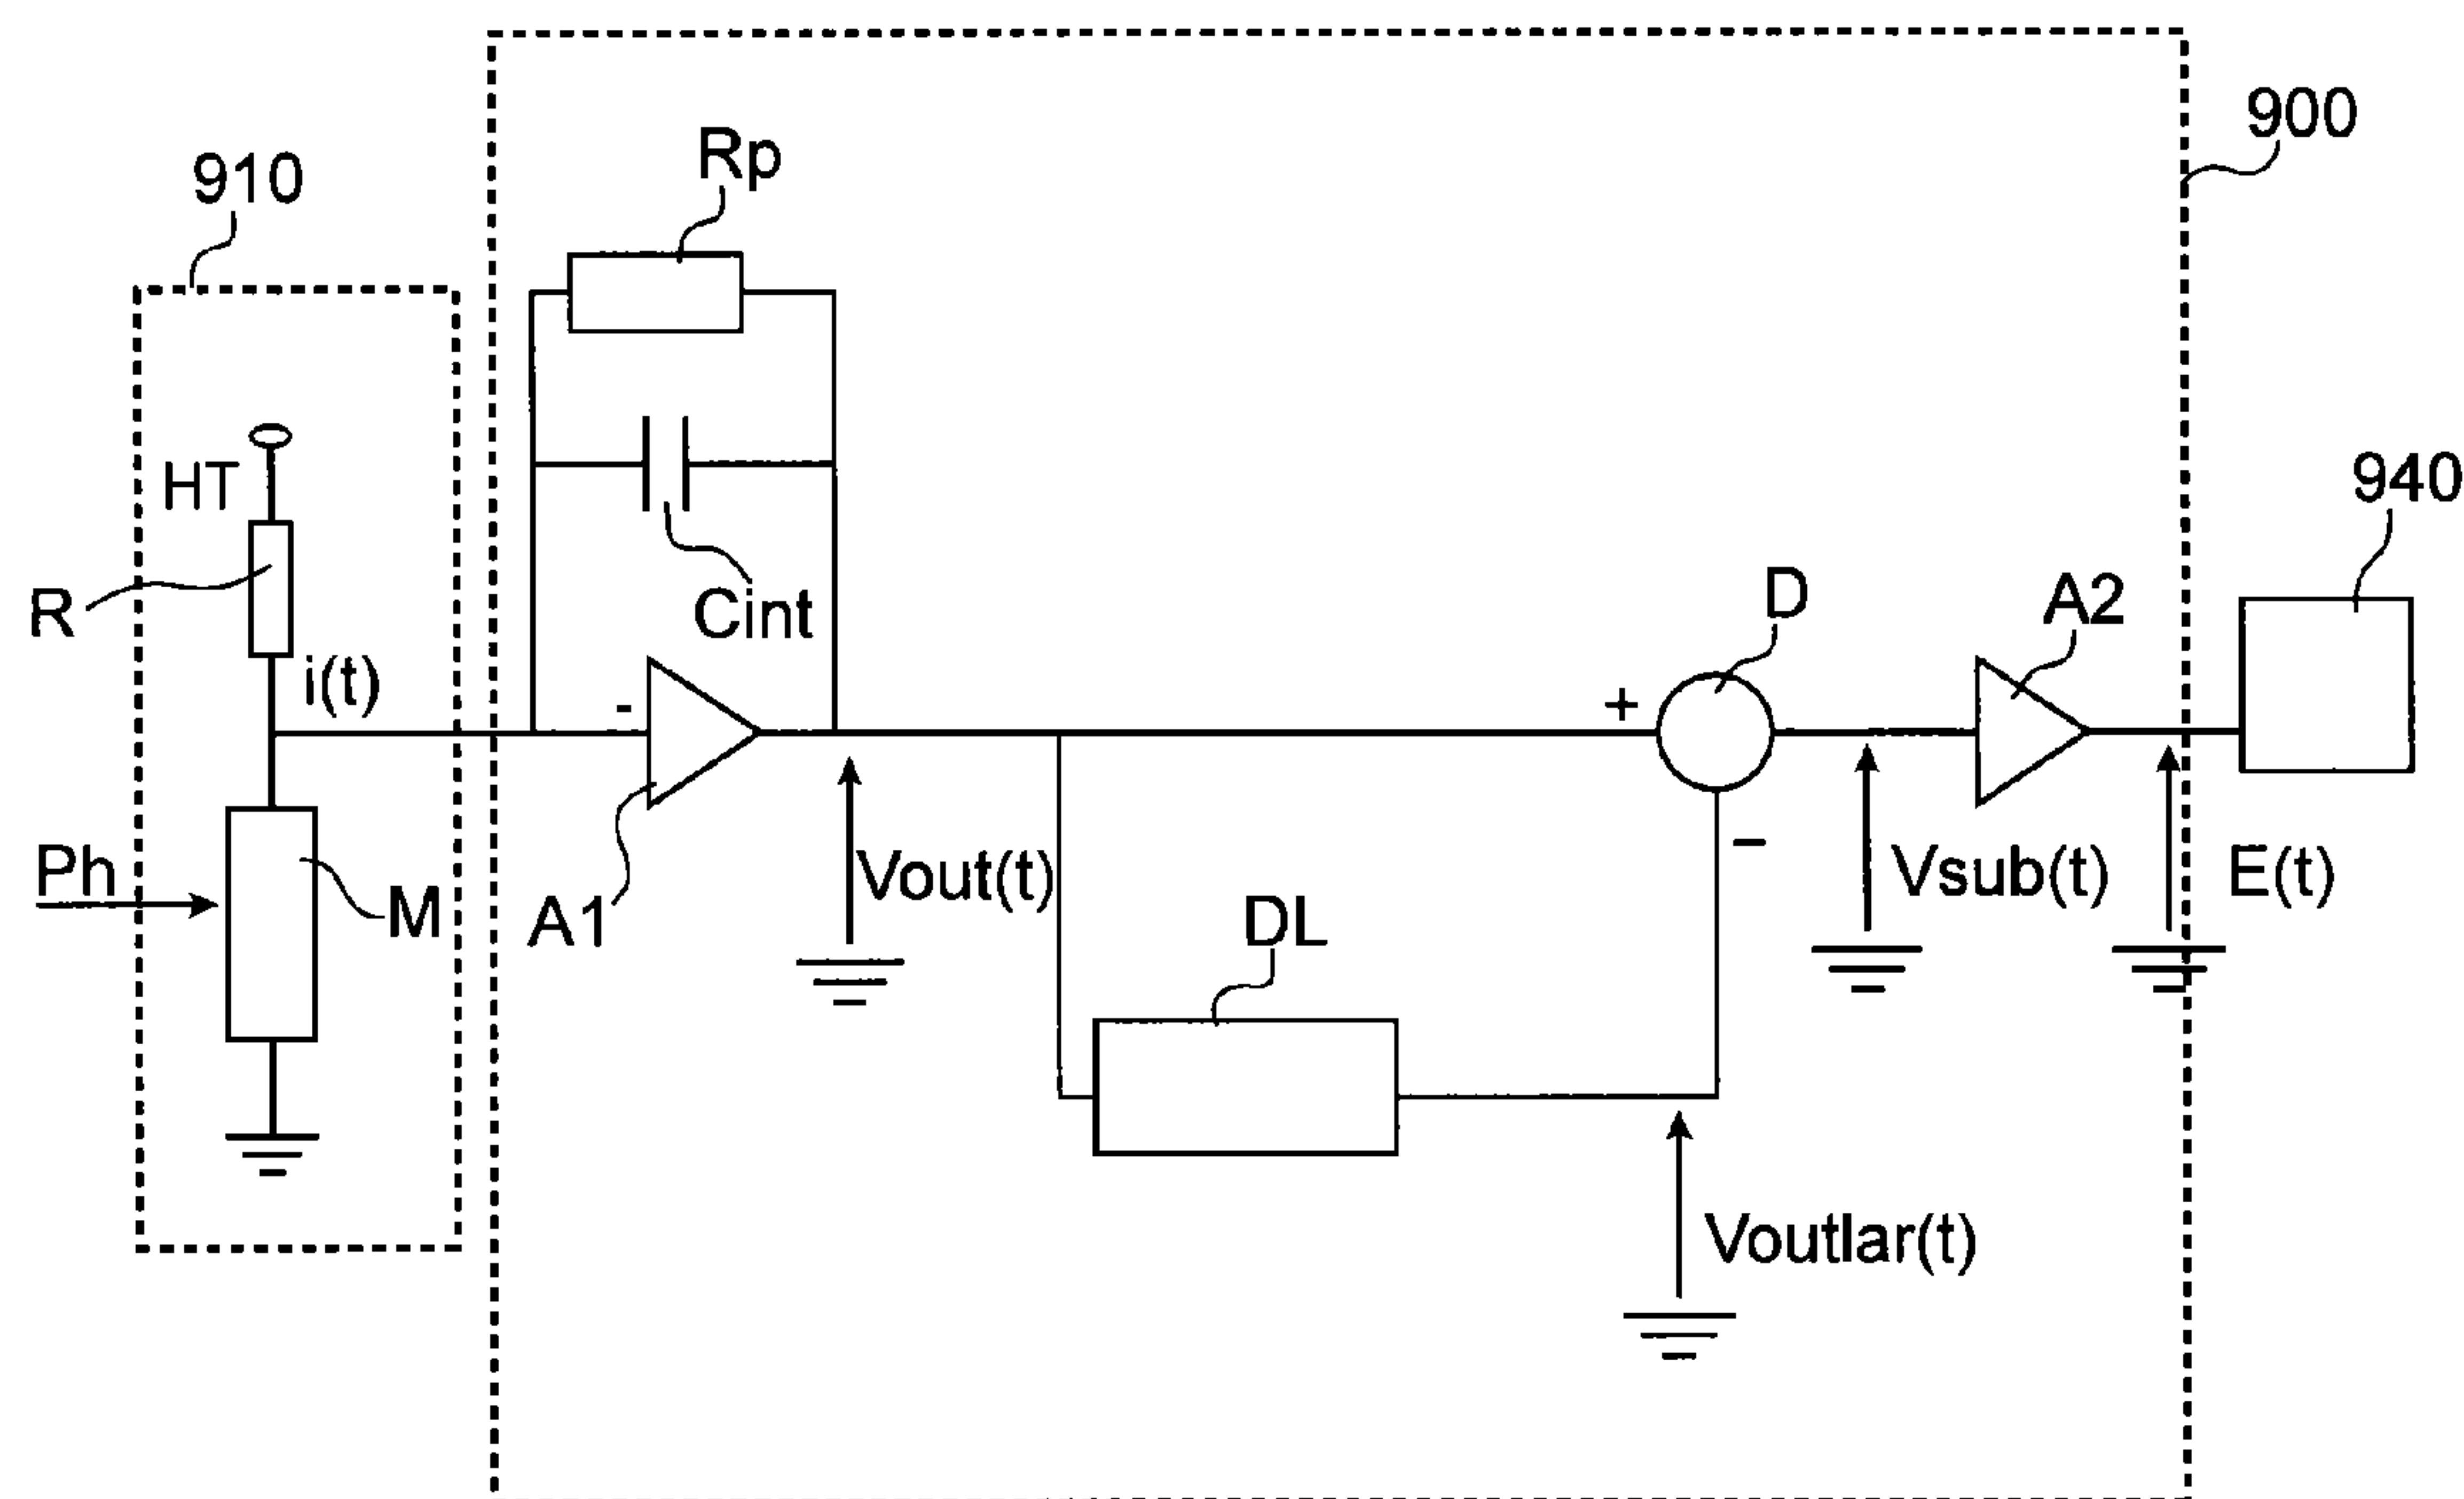 900
910
Rp
HT
940
R
Cint
D
A2
i(t)
-
+
Ph
M
A1
Vout(t)
DL
–
Vsub(t)
E(t)
Voutlar(t)